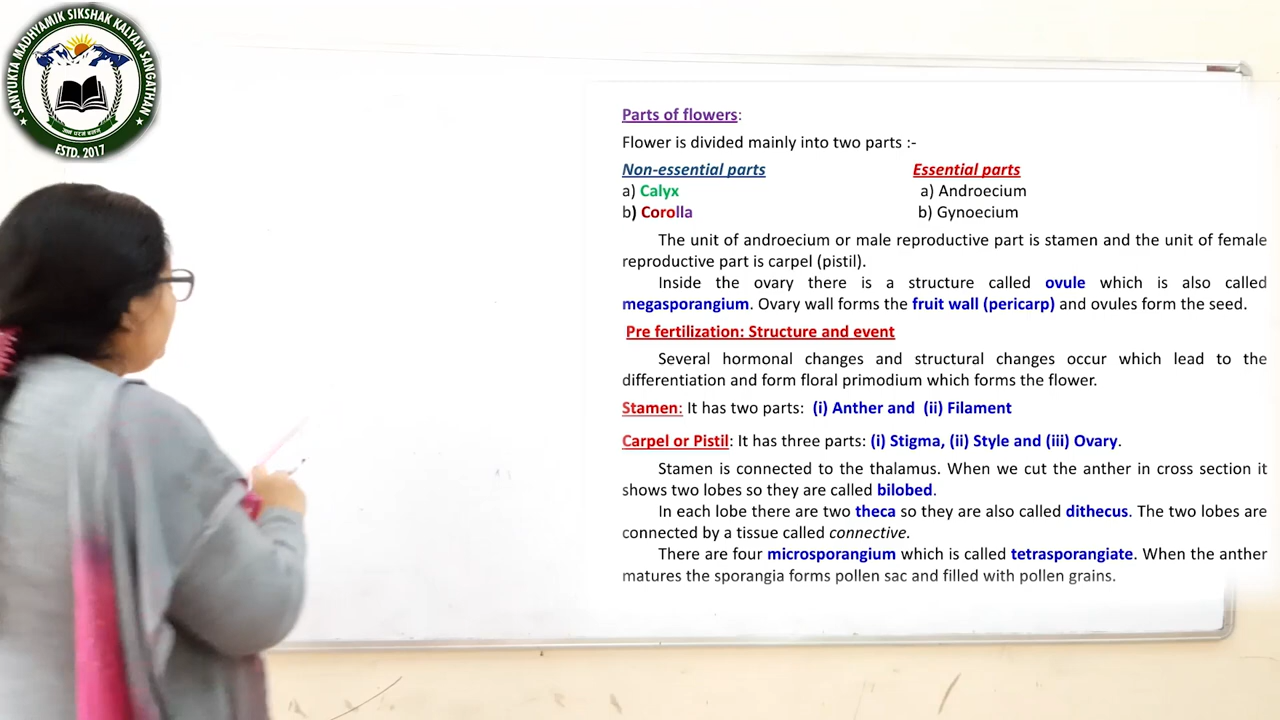 SANYUKTA MADHYAMIK SIKSHAK KALYAN SANGATHAN
ESTD. 2017
Parts of flowers:
Flower is divided mainly into two parts :-
Non-essential parts Essential parts
a) Calyx a) Androecium
b) Corolla b) Gynoecium
The unit of androecium or male reproductive part is stamen and the unit of female
reproductive part is carpel (pistil).
Inside the ovary there is a structure called ovule which is also called
megasporangium. Ovary wall forms the fruit wall (pericarp) and ovules form the seed.
Pre fertilization: Structure and event
Several hormonal changes and structural changes occur which lead to the
differentiation and form floral primodium which forms the flower.
Stamen: It has two parts: (i) Anther and (ii) Filament
Carpel or Pistil: It has three parts: (i) Stigma, (ii) Style and (iii) Ovary.
Stamen is connected to the thalamus. When we cut the anther in cross section it
shows two lobes so they are called bilobed.
In each lobe there are two theca so they are also called dithecus. The two lobes are
connected by a tissue called connective.
There are four microsporangium which is called tetrasporangiate. When the anther
matures the sporangia forms pollen sac and filled with pollen grains.